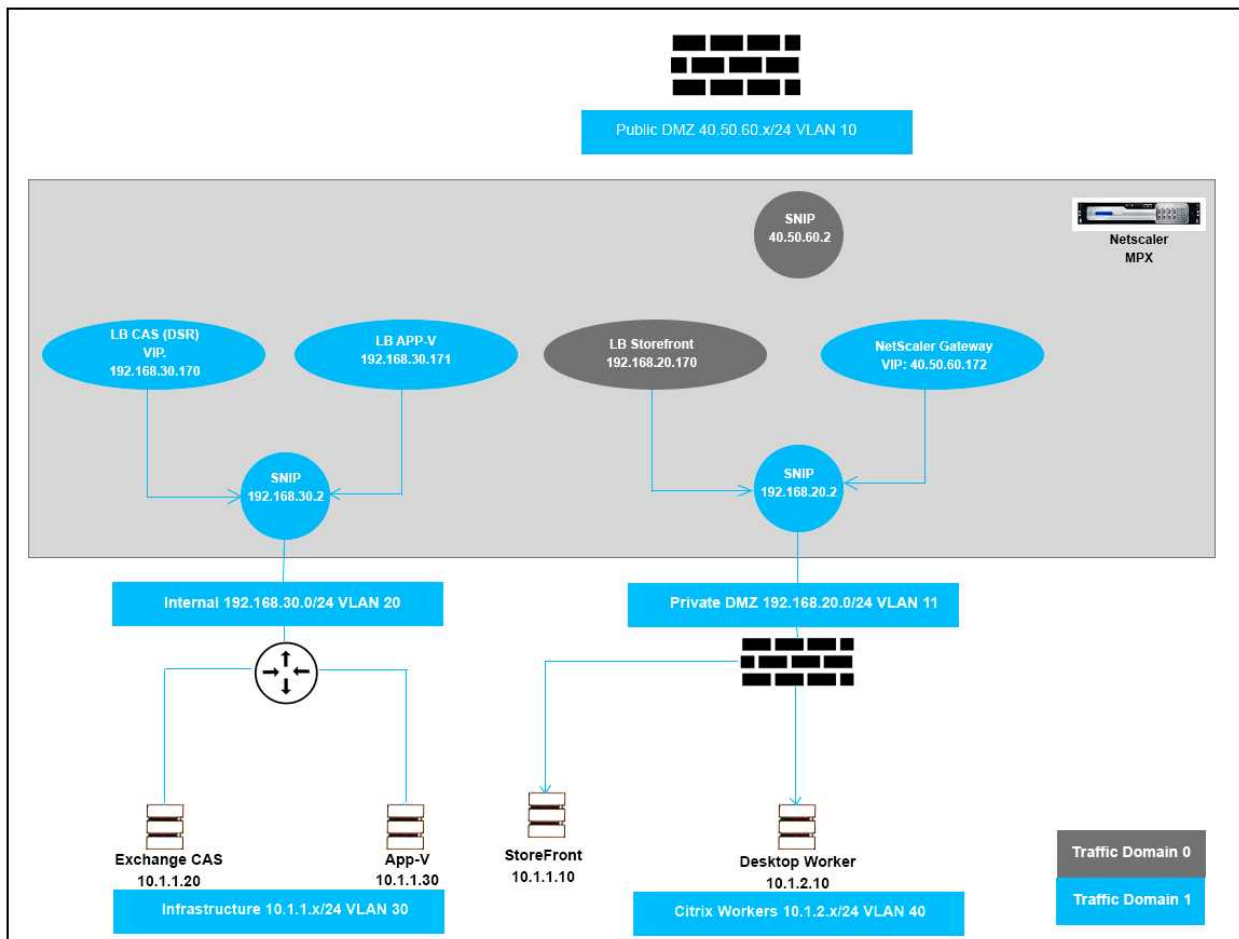 Public DMZ 40.50.60.x/24 VLAN 10
SNIP
40.50.60.2
Netscaler
MPX
LB CAS (DSR)
VIP.
192.168.30.170
LB APP-V
192.168.30.171
LB Storefront
192.168.20.170
NetScaler Gateway
VIP: 40.50.60.172
SNIP
192.168.30.2
SNIP
192.168.20.2
Internal 192.168.30.0/24 VLAN 20
Private DMZ 192.168.20.0/24 VLAN 11
Exchange CAS
10.1.1.20
App-V
10.1.1.30
StoreFront
10.1.1.10
Desktop Worker
10.1.2.10
Infrastructure 10.1.1.x/24 VLAN 30
Citrix Workers 10.1.2.x/24 VLAN 40
Traffic Domain 0
Traffic Domain 1